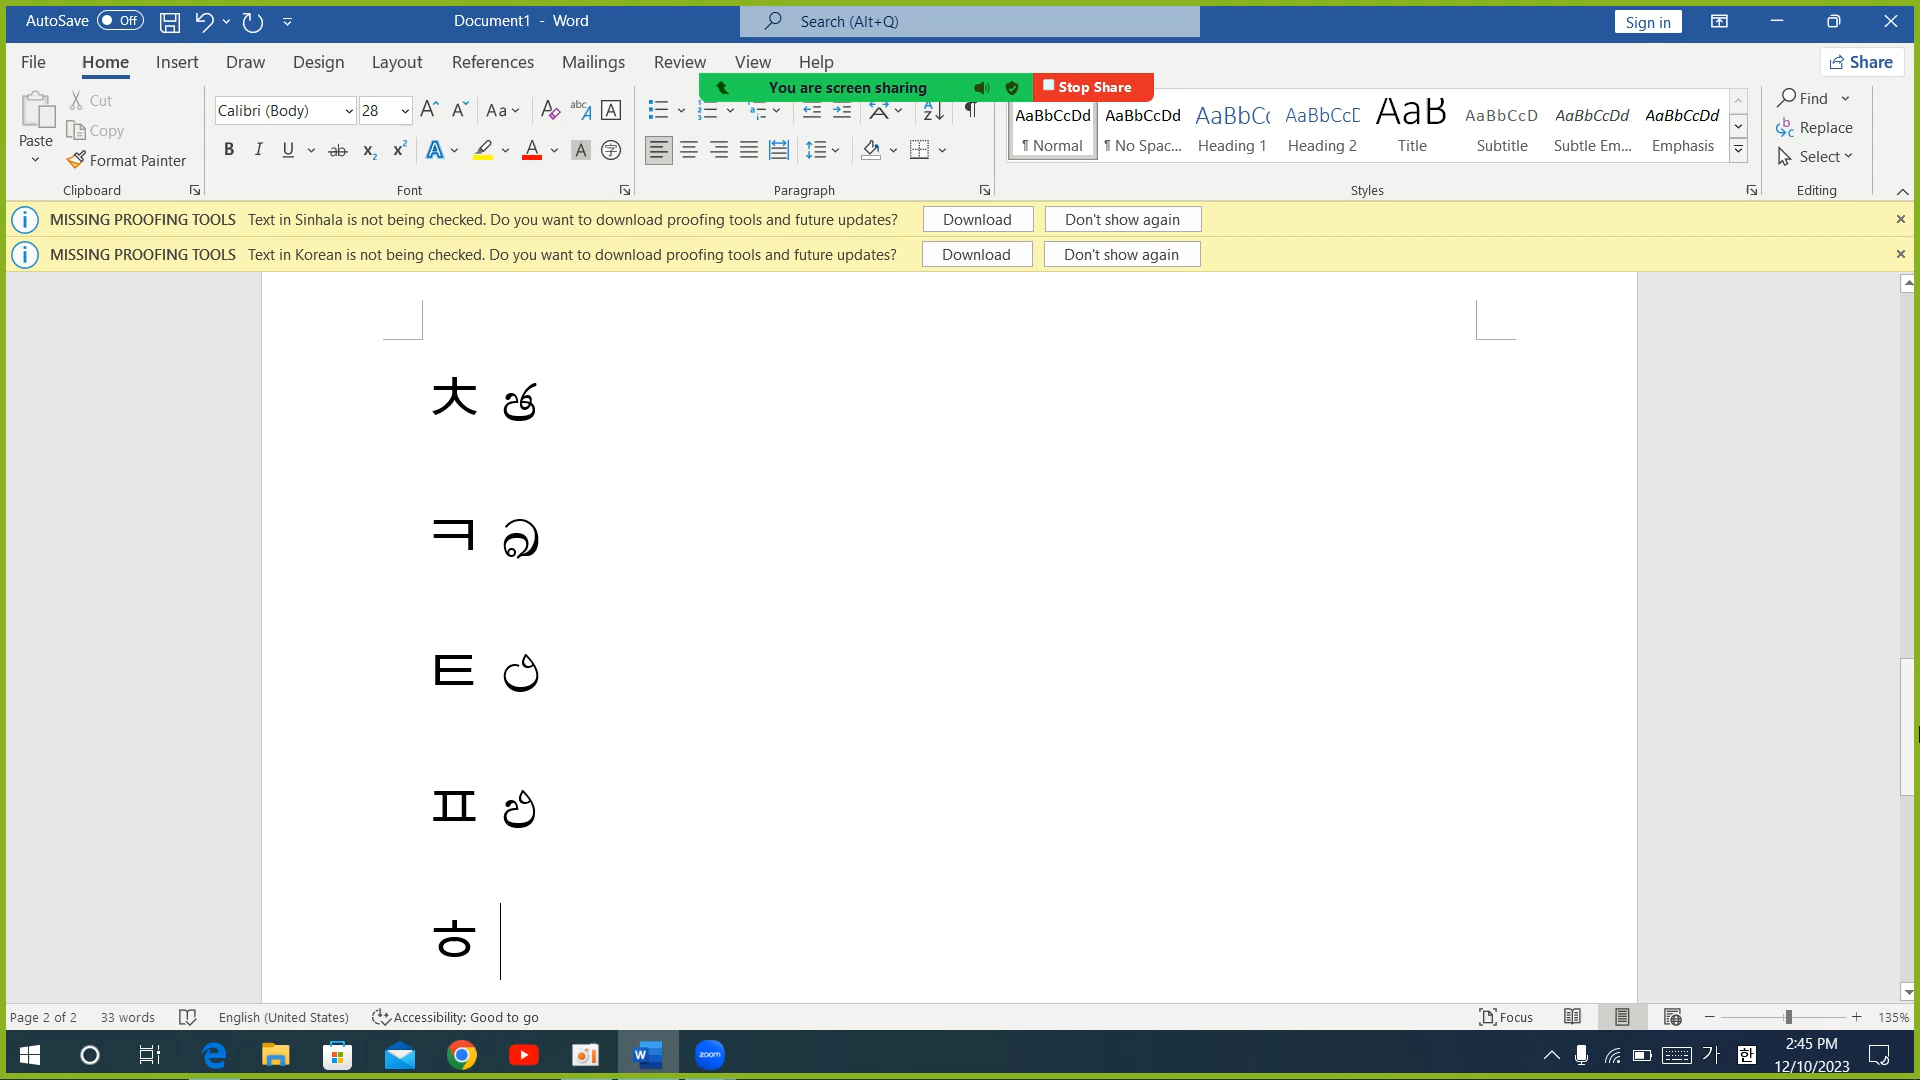 AutoSave Off Document1 - Word Search (Alt+Q) Sign in
File Home Insert Draw Design Layout References Mailings Review View Help Share
You are screen sharing Stop Share
Paste Cut Copy Format Painter Clipboard
Calibri (Body) 28 Aa Font
Paragraph
AaBbCcDd AaBbCcDd AaBbCc AaBbCcD AaB AaBbCcD AaBbCcDd AaBbCcDd
¶ Normal ¶ No Spac... Heading 1 Heading 2 Title Subtitle Subtle Em... Emphasis
Styles
Find Replace Select Editing
MISSING PROOFING TOOLS Text in Sinhala is not being checked. Do you want to download proofing tools and future updates? Download Don't show again
MISSING PROOFING TOOLS Text in Korean is not being checked. Do you want to download proofing tools and future updates? Download Don't show again
ㅊ ඡ
ㅋ ඛ
ㅌ ථ
ㅍ ඵ
ㅎ
Page 2 of 2 33 words English (United States) Accessibility: Good to go Focus 135%
zoom 가 한 2:45 PM
12/10/2023